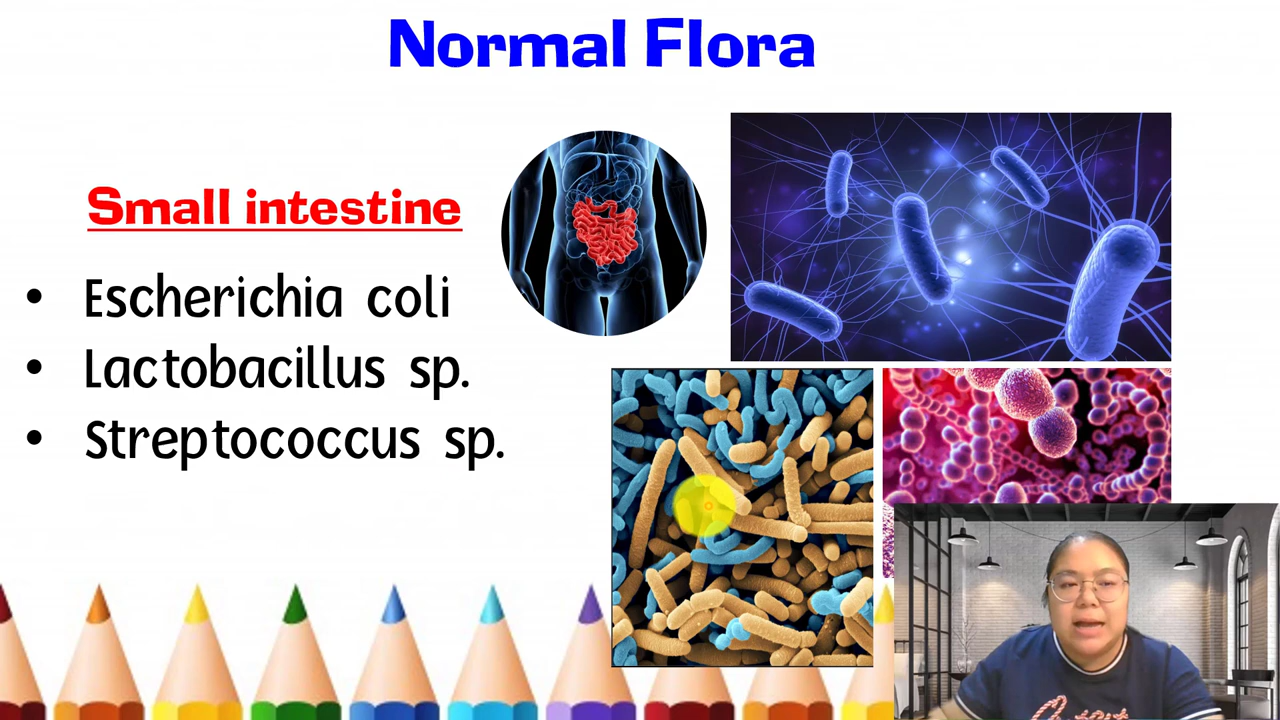 Normal Flora
Small intestine
• Escherichia coli
• Lactobacillus sp.
• Streptococcus sp.